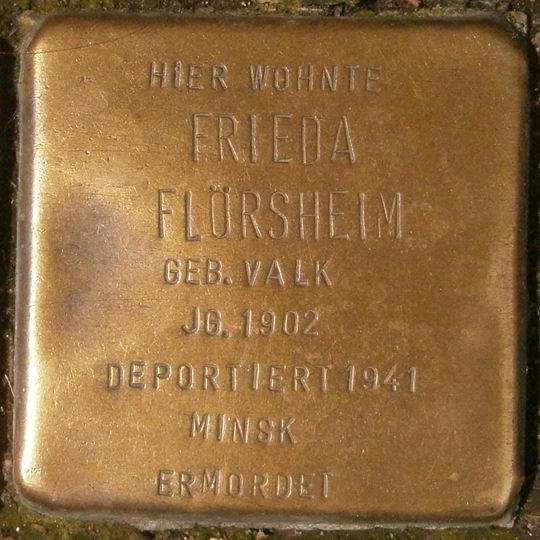 HIER WOHNTE
FRIEDA
FLÖRSHEIM
GEB. VALK
JG. 1902
DEPORTIERT 1941
MINSK
ERMORDET